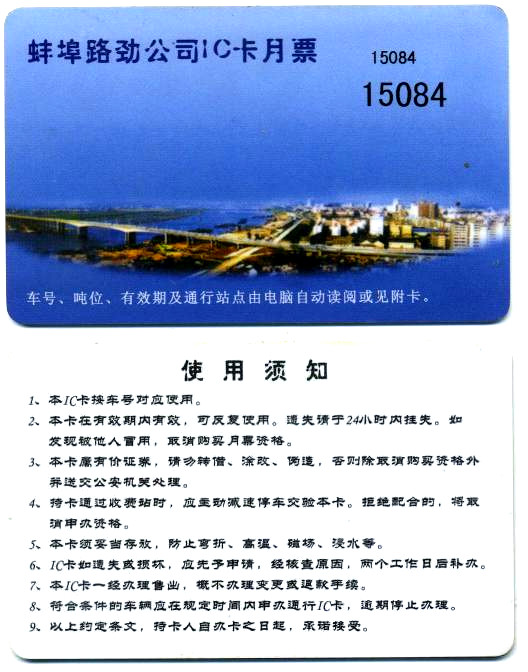 蚌埠路劲公司IC卡月票
15084
15084
车号、吨位、有效期及通行站点由电脑自动读阅或见附卡。
使用须知
1、本IC卡按车号对应使用。
2、本卡在有效期内有效，可反复使用。遗失请于24小时内挂失。如
发现被他人冒用，取消购买月票资格。
3、本卡属有价证券，请勿转借、涂改、伪造，否则除取消购买资格外
异送交公安机关处理。
4、持卡通过收费站时，应主动减速停车交验本卡。拒绝配合的，将取
消申办资格。
5、本卡须妥当存放，防止弯折、高温、磁场、浸水等。
6、IC卡如遗失或损坏，应先予申请，经核查原因，两个工作日后补办。
7、本IC卡一经办理售出，概不办理变更或退款手续。
8、符合条件的车辆应在规定时间内申办通行IC卡，逾期停止办理。
9、以上约定条文，持卡人自办卡之日起，承诺接受。